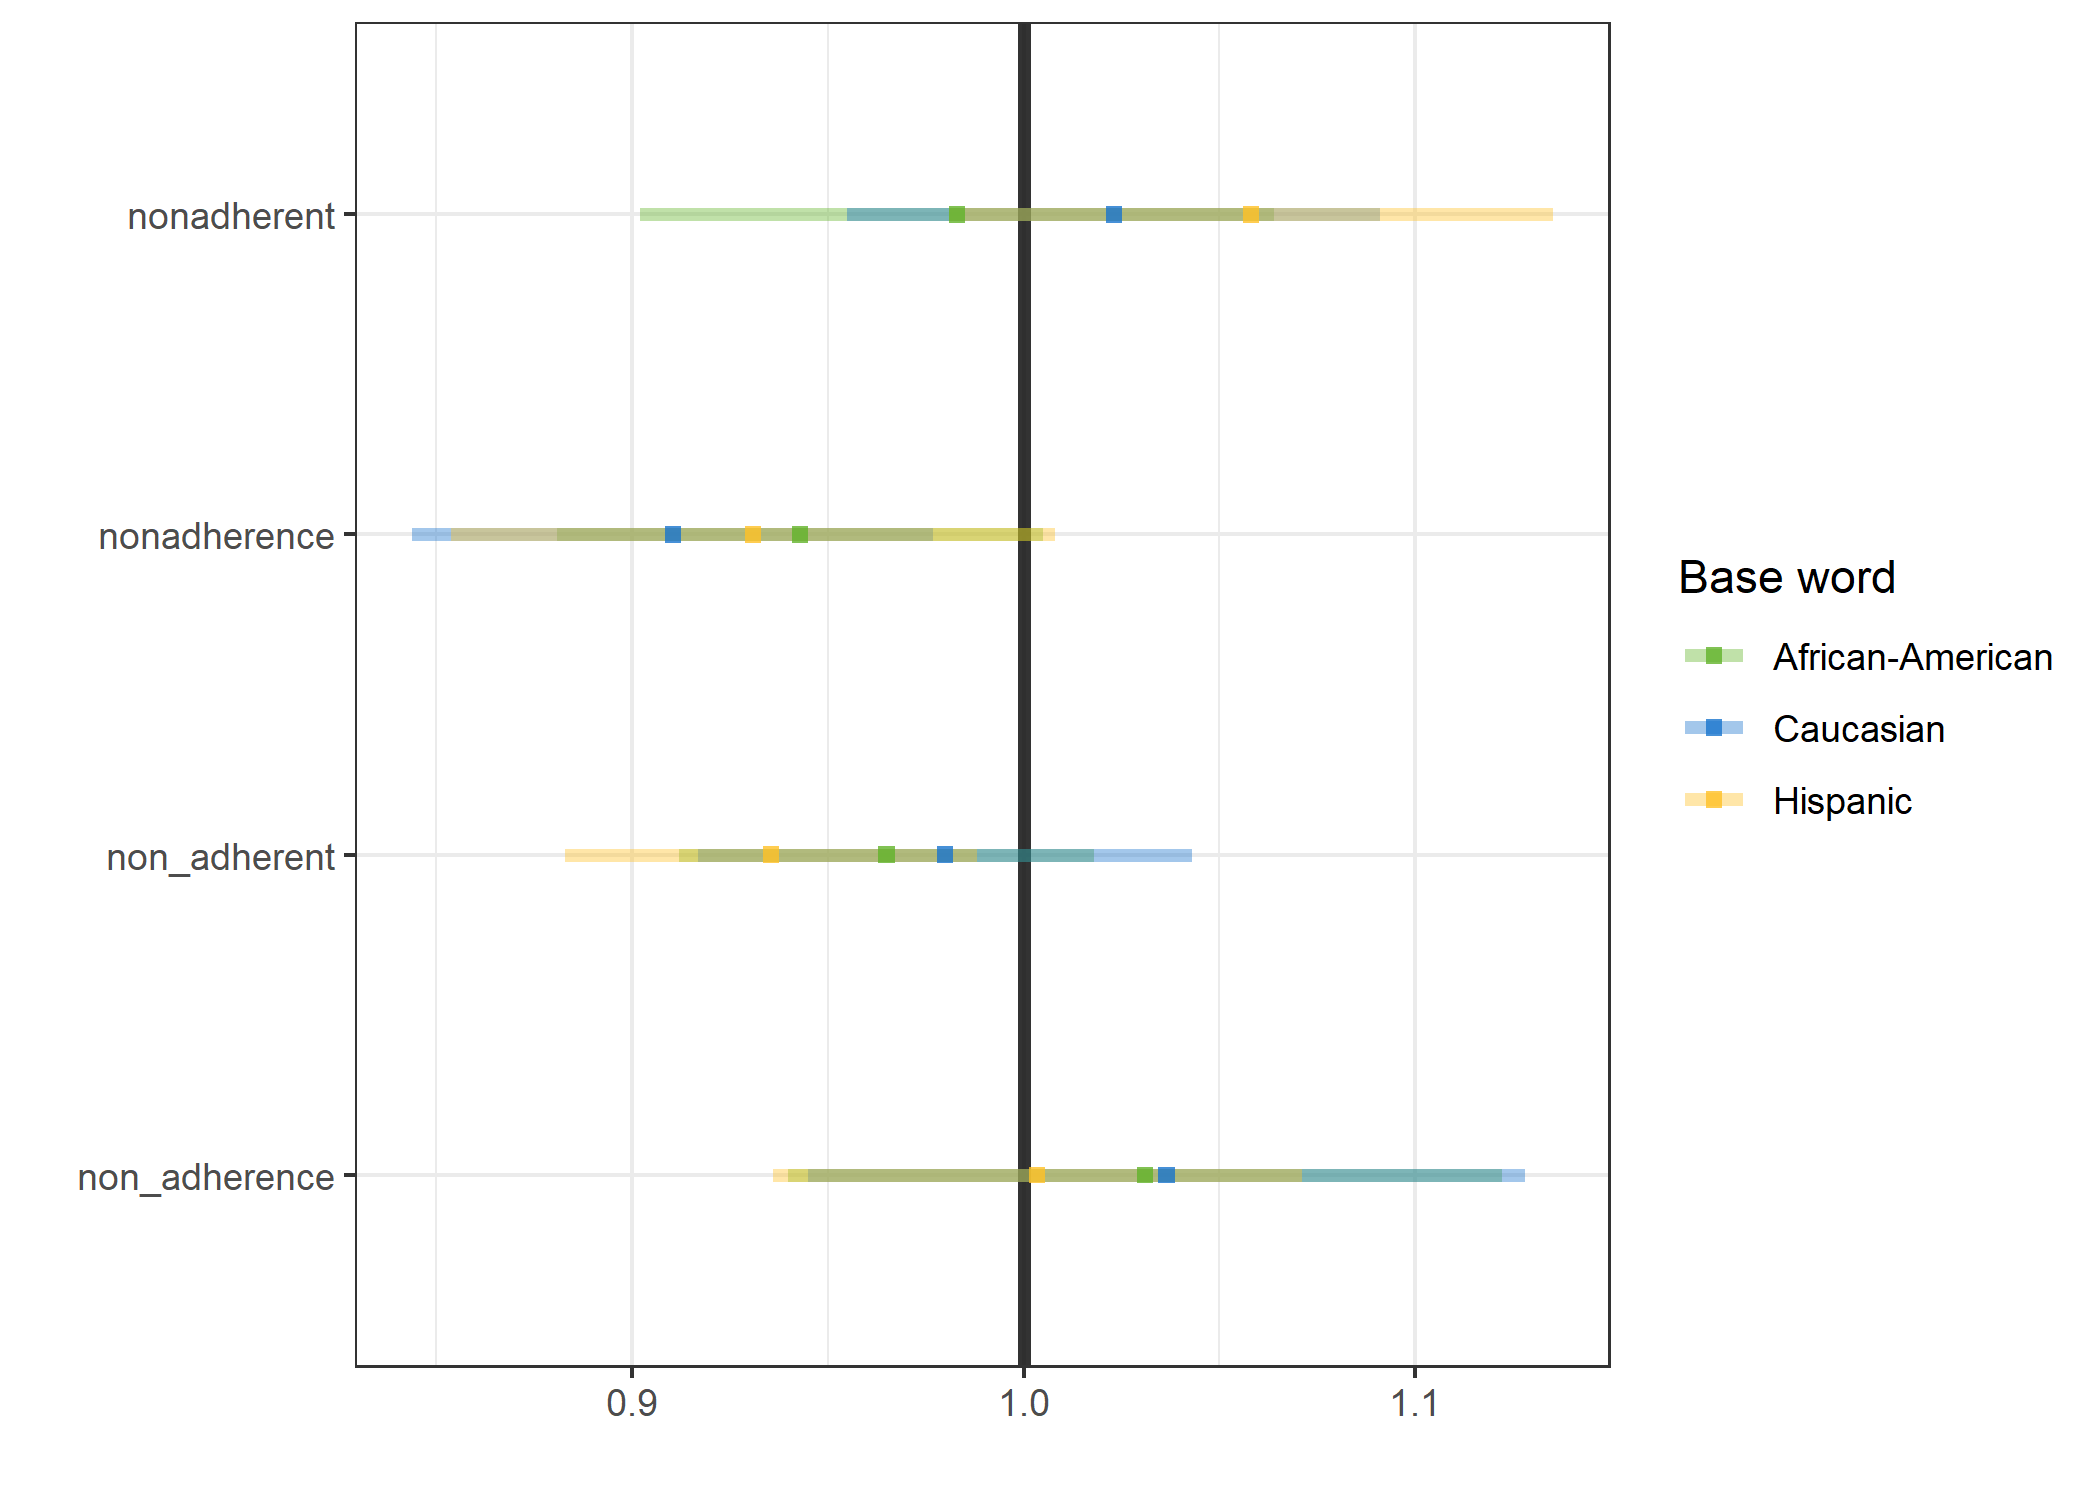 nonadherent
nonadherence
non_adherent
non_adherence
0.9
1.0
1.1
Base word
African-American
Caucasian
Hispanic